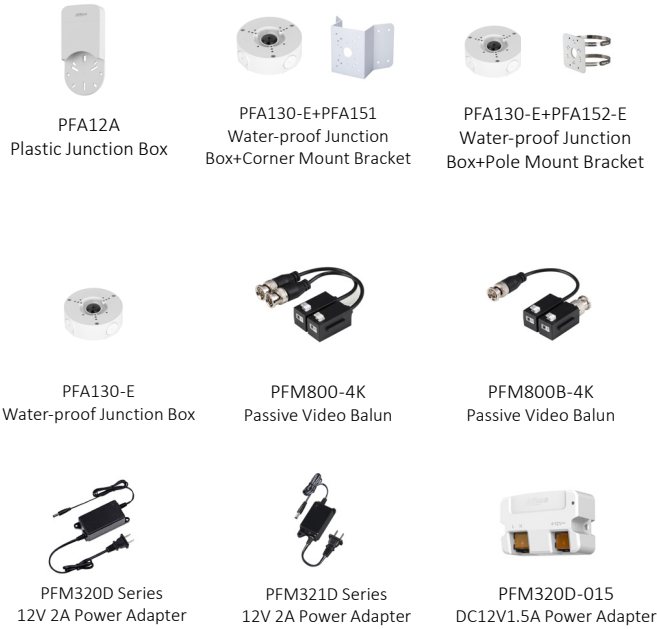 PFA12A
Plastic Junction Box
PFA130-E+PFA151
Water-proof Junction
Box+Corner Mount Bracket
PFA130-E+PFA152-E
Water-proof Junction
Box+Pole Mount Bracket
PFA130-E
Water-proof Junction Box
PFM800-4K
Passive Video Balun
PFM800B-4K
Passive Video Balun
PFM320D Series
12V 2A Power Adapter
PFM321D Series
12V 2A Power Adapter
PFM320D-015
DC12V1.5A Power Adapter